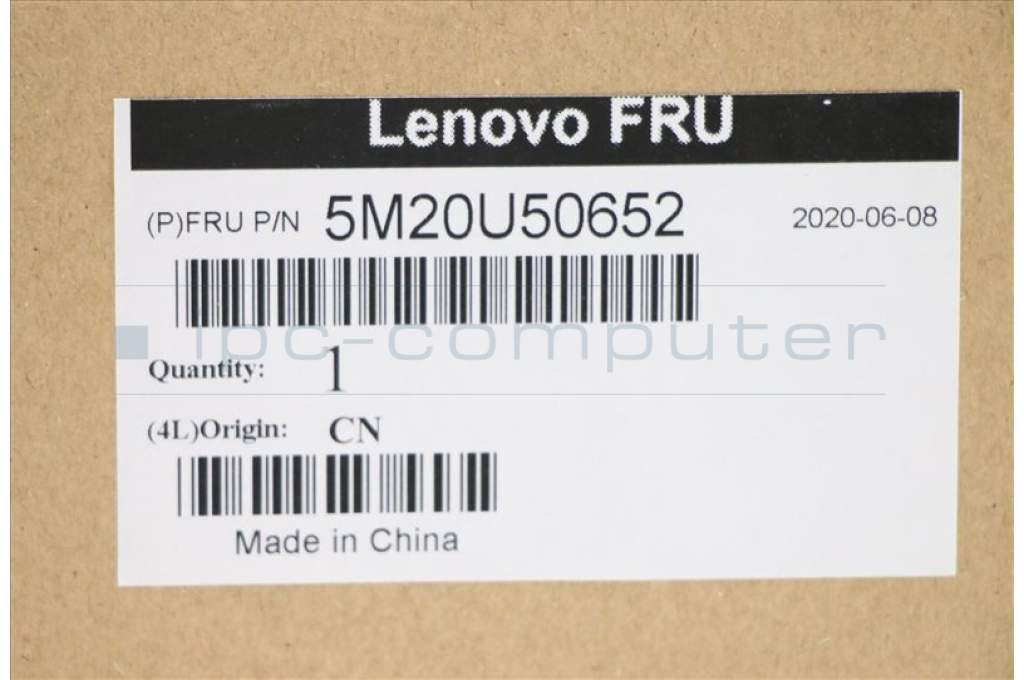 Lenovo FRU
(P)FRU P/N 5M20U50652 2020-06-08
ipc-computer
Quantity: 1
(4L)Origin: CN
Made in China